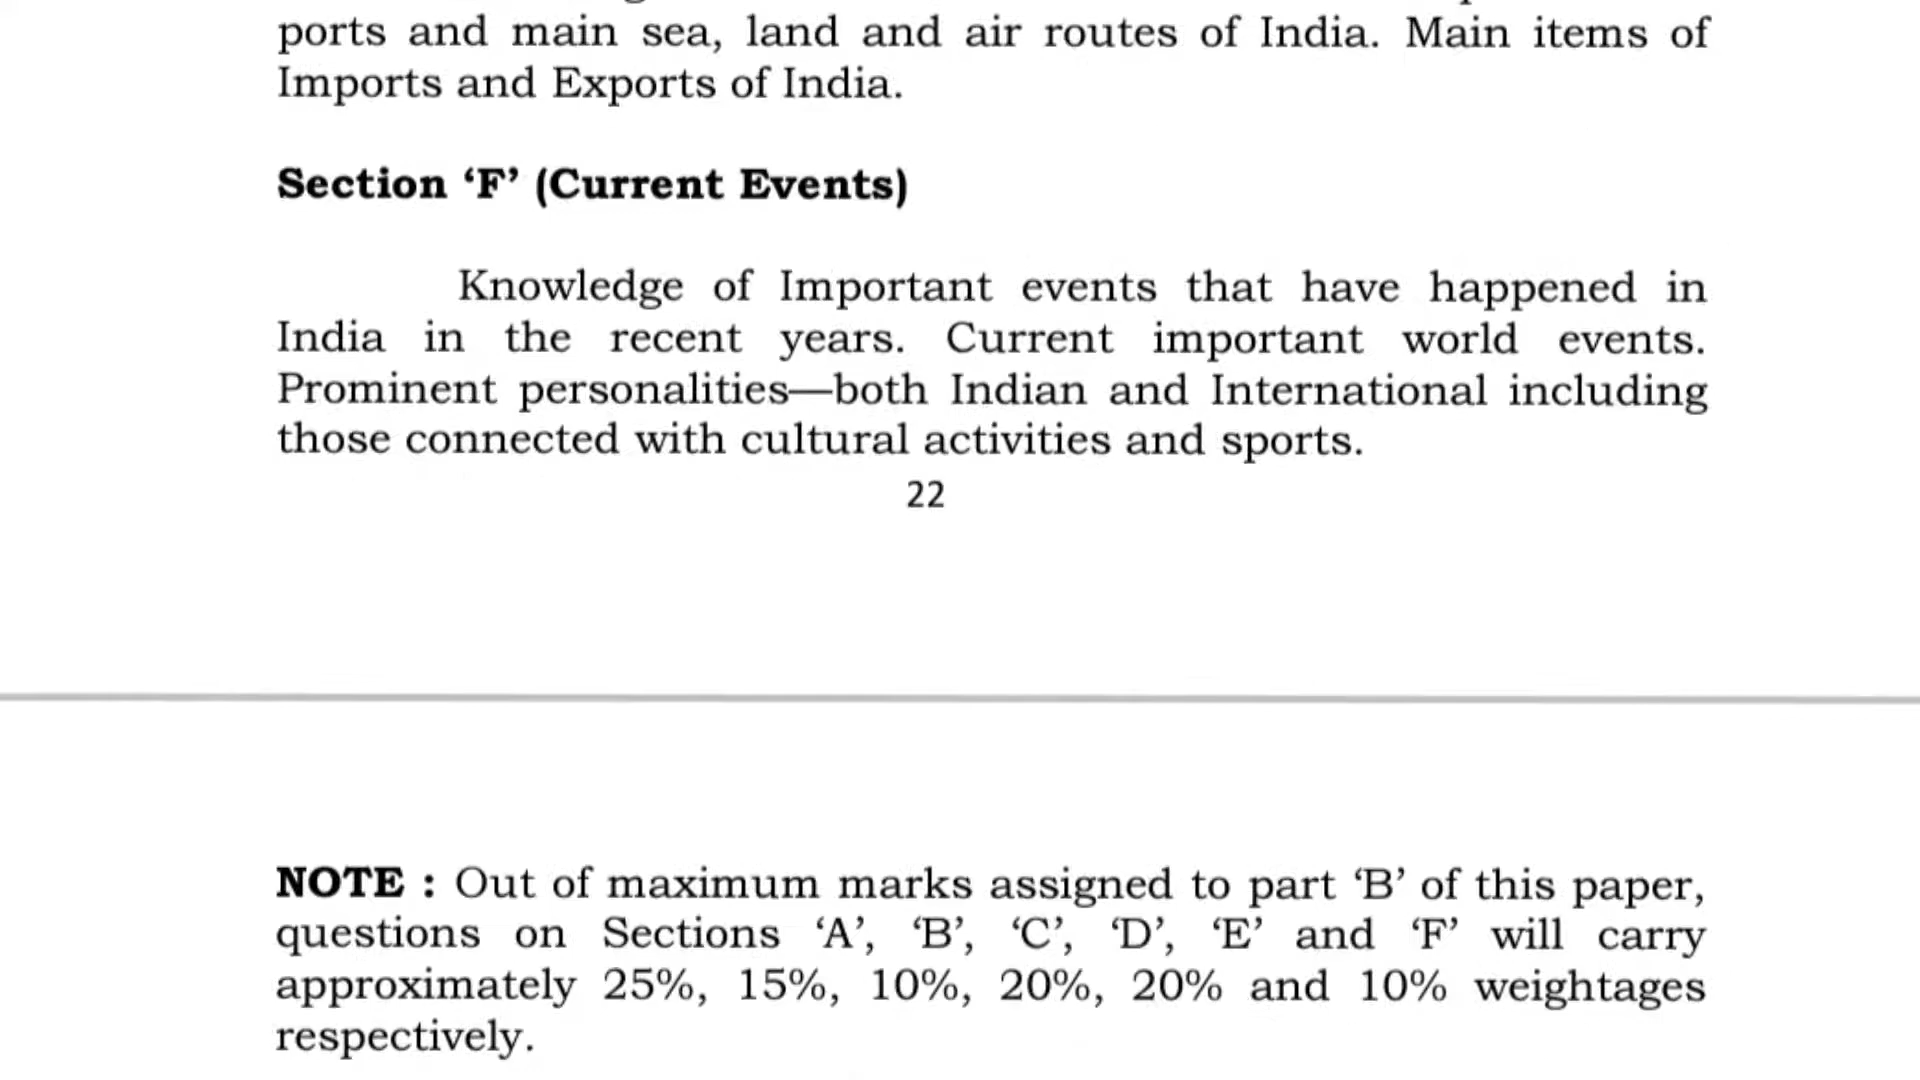 ports and main sea, land and air routes of India. Main items of
Imports and Exports of India.
Section ‘F’ (Current Events)
Knowledge of Important events that have happened in
India in the recent years. Current important world events.
Prominent personalities—both Indian and International including
those connected with cultural activities and sports.
22
NOTE : Out of maximum marks assigned to part ‘B’ of this paper,
questions on Sections ‘A’, ‘B’, ‘C’, ‘D’, ‘E’ and ‘F’ will carry
approximately 25%, 15%, 10%, 20%, 20% and 10% weightages
respectively.